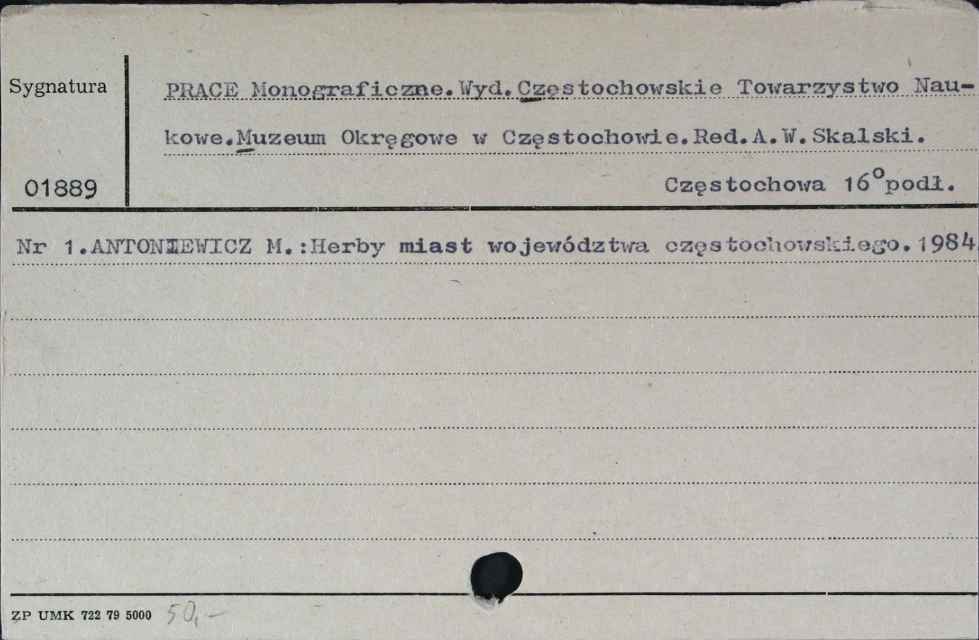 Sygnatura
PRACE Monograficzne.Wyd.Częstochowskie Towarzystwo Nau-
kowe.Muzeum Okręgowe w Częstochowie.Red.A.W.Skalski.
01889
Częstochowa 16°podł.
Nr 1.ANTONIEWICZ M.:Herby miast województwa częstochowskiego.1984
ZP UMK 722 79 5000 50,-